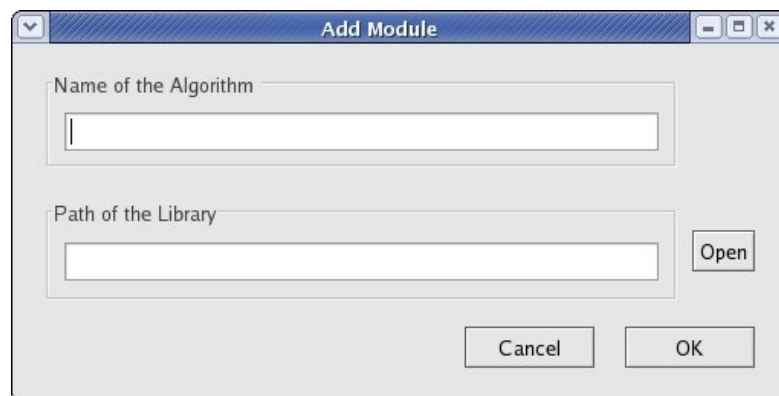 Add Module
Name of the Algorithm
Path of the Library
Open
Cancel
OK